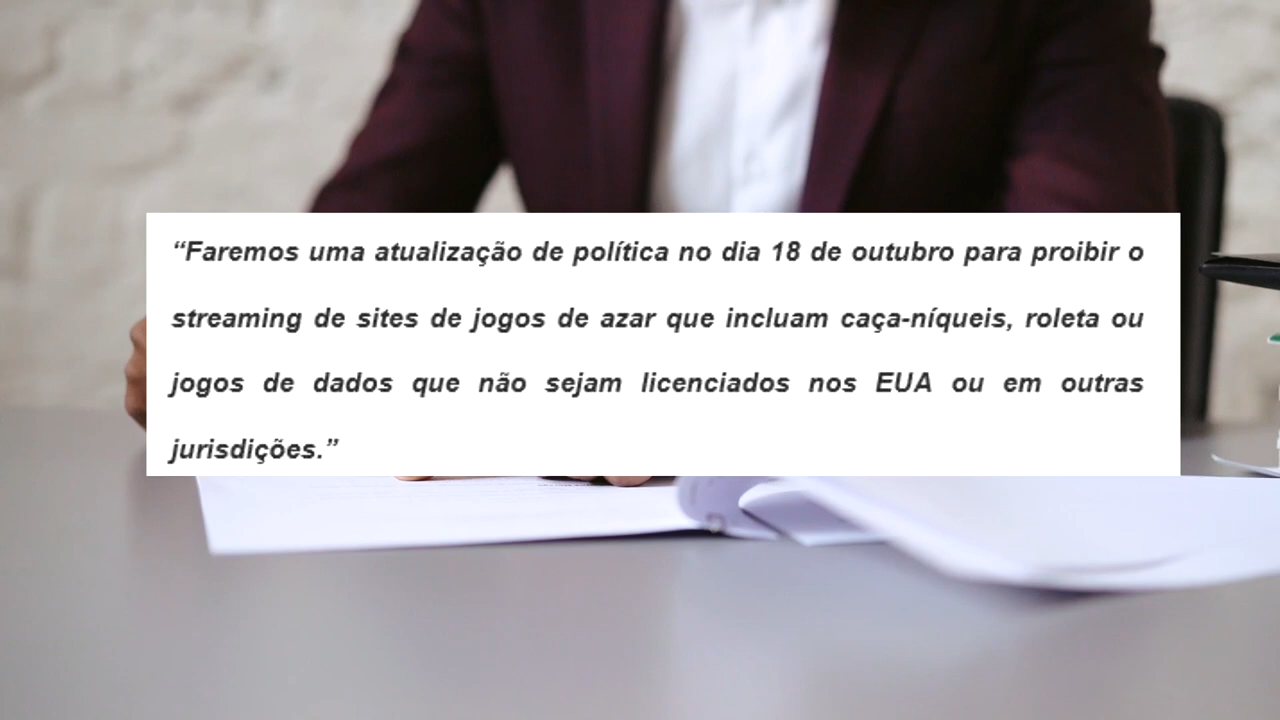 “Faremos uma atualização de política no dia 18 de outubro para proibir o
streaming de sites de jogos de azar que incluam caça-níqueis, roleta ou
jogos de dados que não sejam licenciados nos EUA ou em outras
jurisdições.”